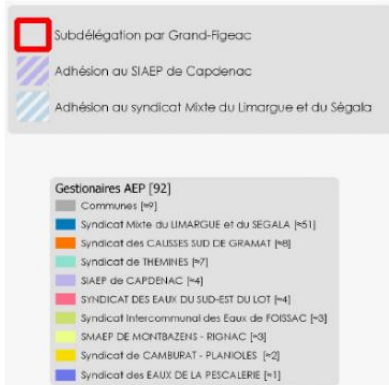 Subdélégation par Grand-Figeac
Adhésion au SIAEP de Capdenac
Adhésion au syndicat Mixte du Limargue et du Ségala
Gestionaires AEP [92]
Communes [≈9]
Syndicat Mixte du LIMARGUE et du SEGALA [≈51]
Syndicat des CAUSSES SUD DE GRAMAT [≈8]
Syndicat de THEMINES [≈7]
SIAEP de CAPDENAC [≈4]
SYNDICAT DES EAUX DU SUD-EST DU LOT [≈4]
Syndicat Intercommunal des Eaux de FOISSAC [≈3]
SMAEP DE MONTBAZENS - RIGNAC [≈3]
Syndicat de CAMBURAT - PLANIOLES [≈2]
Syndicat des EAUX DE LA PESCALERIE [≈1]